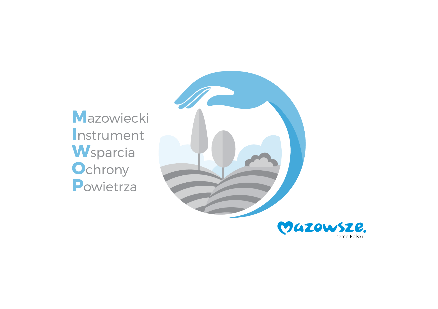 Mazowiecki
Instrument
Wsparcia
Ochrony
Powietrza
Mazowsze.